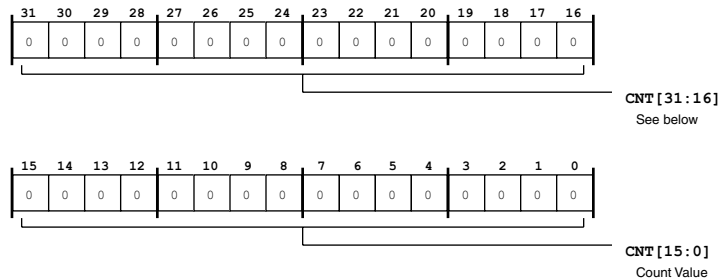 31 30 29 28 27 26 25 24 23 22 21 20 19 18 17 16
0 0 0 0 0 0 0 0 0 0 0 0 0 0 0 0
CNT[31:16]
See below
15 14 13 12 11 10 9 8 7 6 5 4 3 2 1 0
0 0 0 0 0 0 0 0 0 0 0 0 0 0 0 0
CNT[15:0]
Count Value